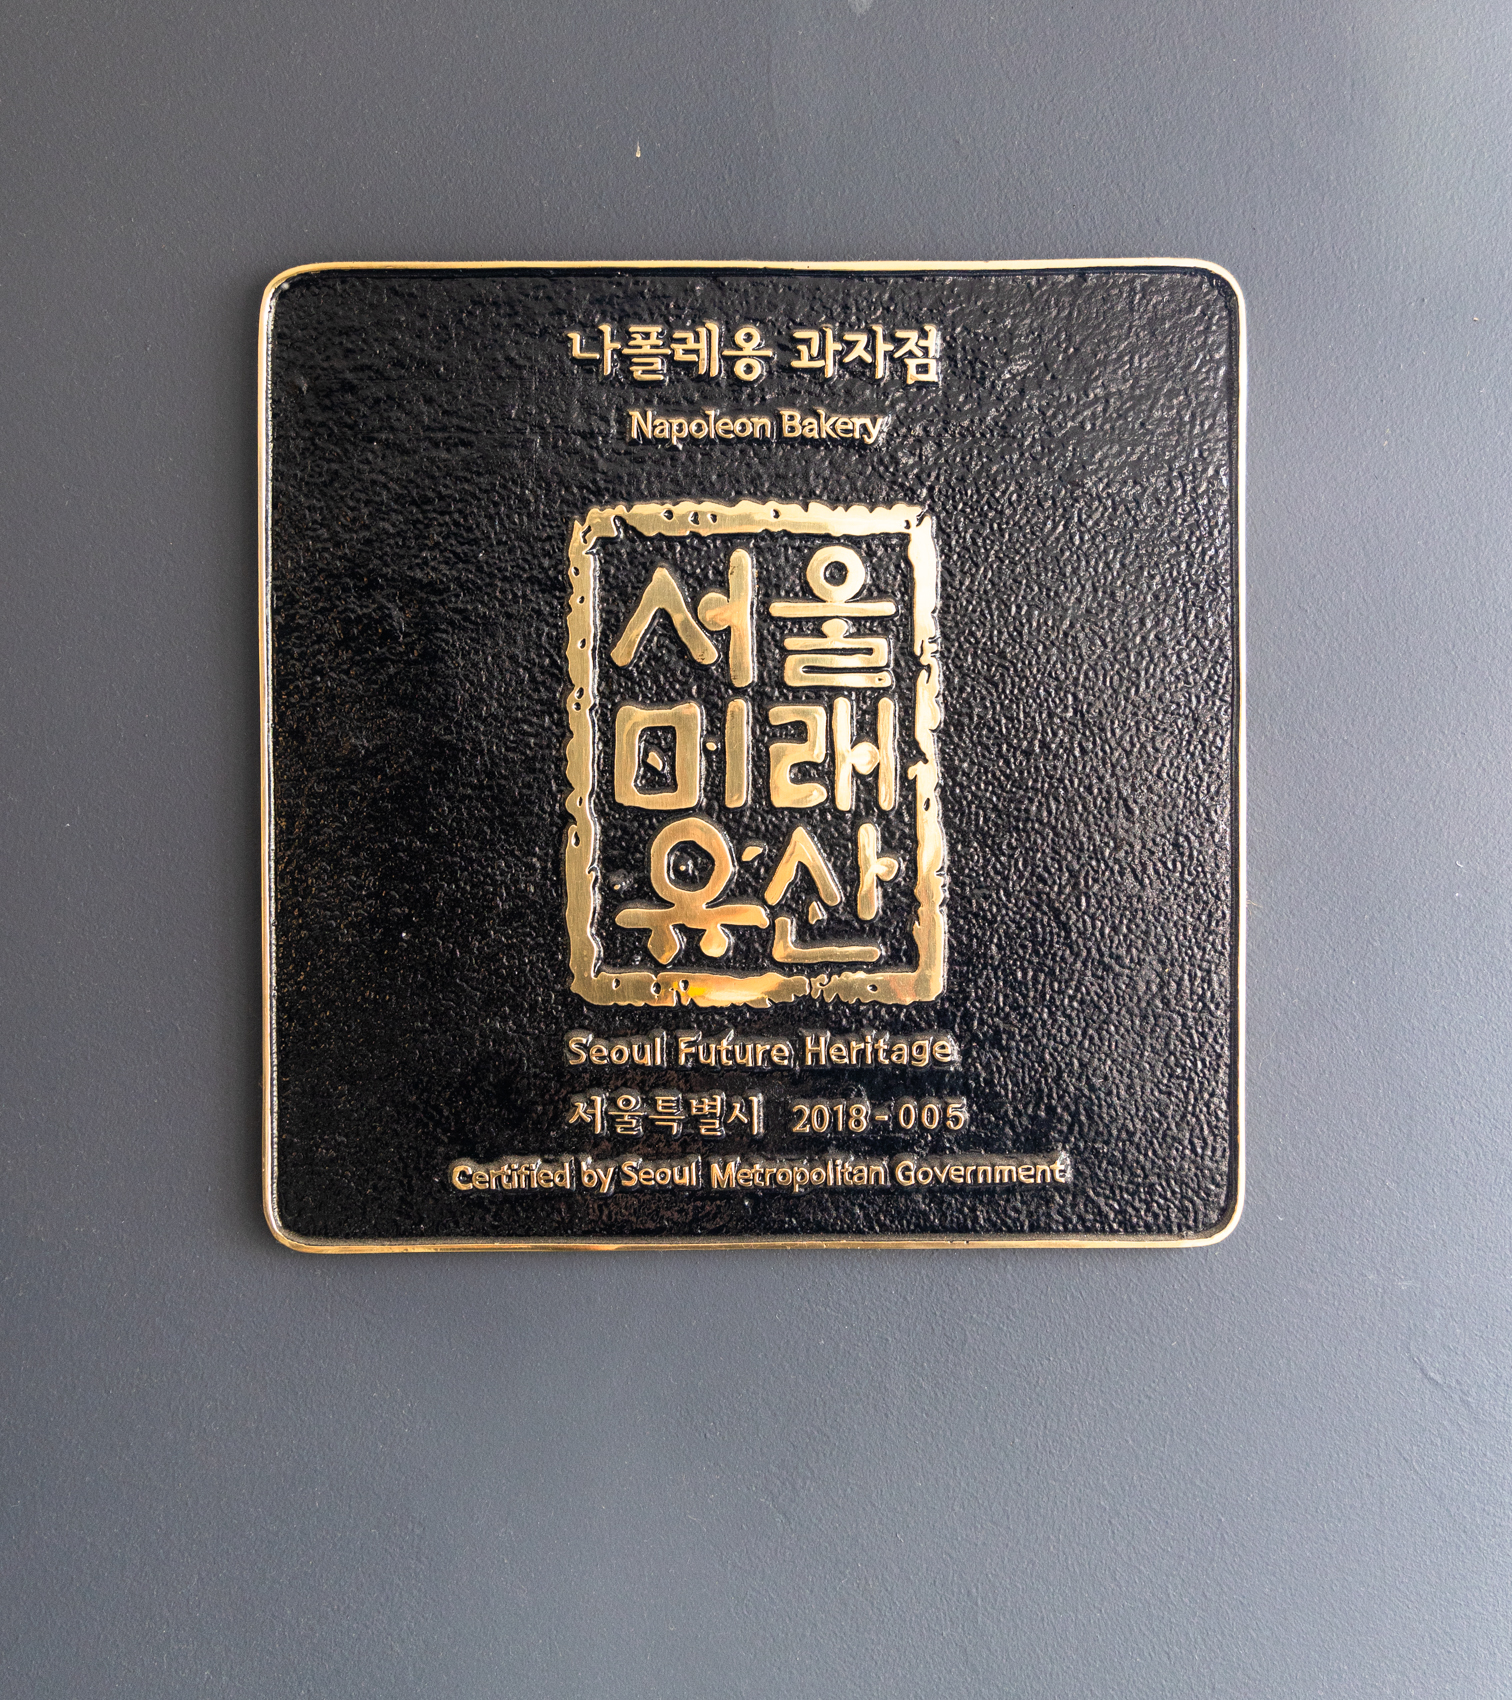 나폴레옹 과자점
Napoleon Bakery
서울
미래
유산
Seoul Future Heritage
서울특별시 2018-005
Certified by Seoul Metropolitan Government